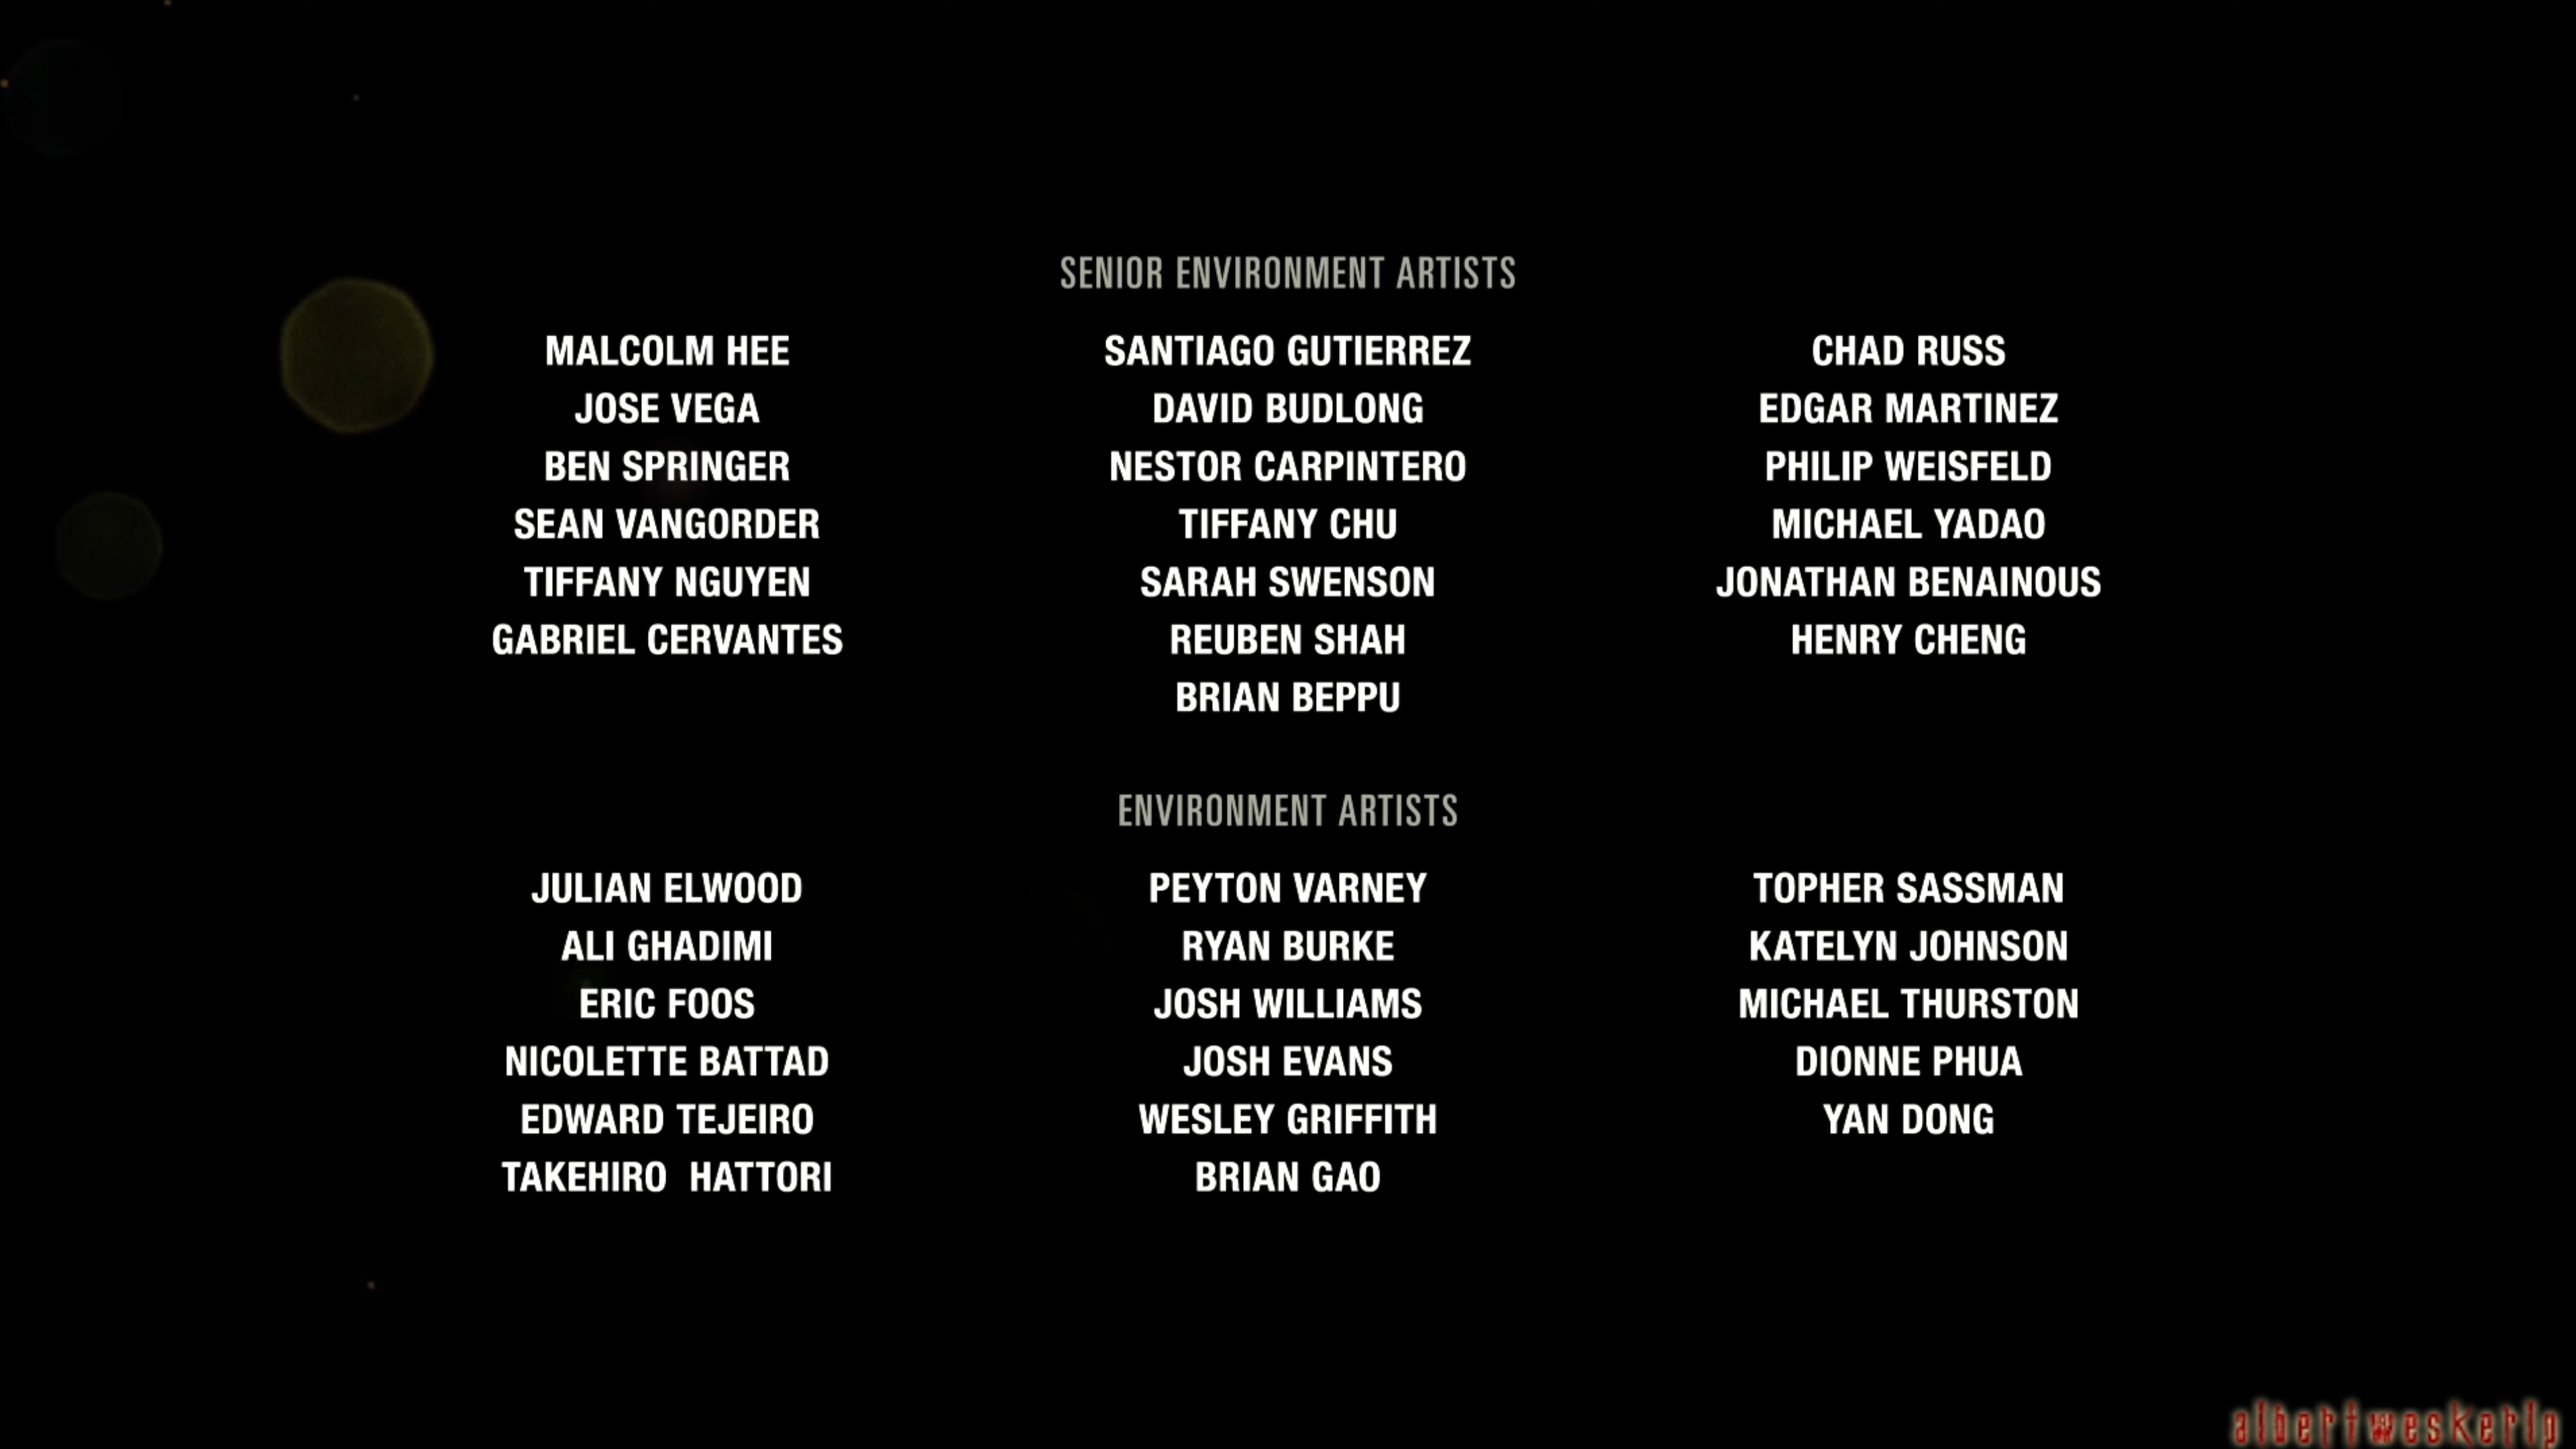 SENIOR ENVIRONMENT ARTISTS
MALCOLM HEE SANTIAGO GUTIERREZ CHAD RUSS
JOSE VEGA DAVID BUDLONG EDGAR MARTINEZ
BEN SPRINGER NESTOR CARPINTERO PHILIP WEISFELD
SEAN VANGORDER TIFFANY CHU MICHAEL YADAO
TIFFANY NGUYEN SARAH SWENSON JONATHAN BENAINOUS
GABRIEL CERVANTES REUBEN SHAH HENRY CHENG
BRIAN BEPPU
ENVIRONMENT ARTISTS
JULIAN ELWOOD PEYTON VARNEY TOPHER SASSMAN
ALI GHADIMI RYAN BURKE KATELYN JOHNSON
ERIC FOOS JOSH WILLIAMS MICHAEL THURSTON
NICOLETTE BATTAD JOSH EVANS DIONNE PHUA
EDWARD TEJEIRO WESLEY GRIFFITH YAN DONG
TAKEHIRO  HATTORI BRIAN GAO
albertweskerlp